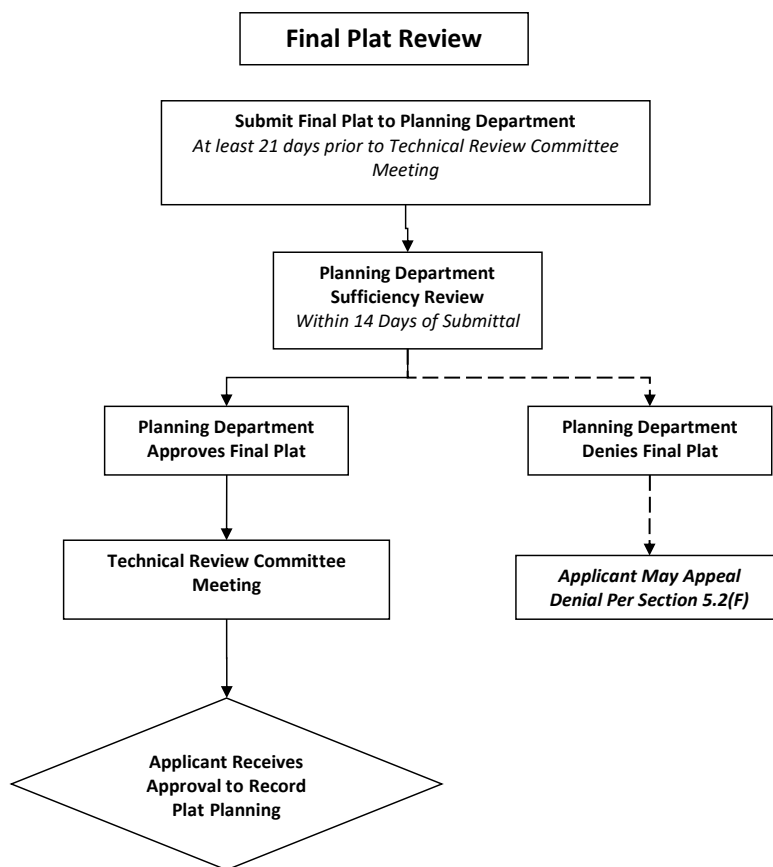 Final Plat Review
Submit Final Plat to Planning Department
At least 21 days prior to Technical Review Committee
Meeting
Planning Department
Sufficiency Review
Within 14 Days of Submittal
Planning Department
Approves Final Plat
Planning Department
Denies Final Plat
Technical Review Committee
Meeting
Applicant May Appeal
Denial Per Section 5.2(F)
Applicant Receives
Approval to Record
Plat Planning